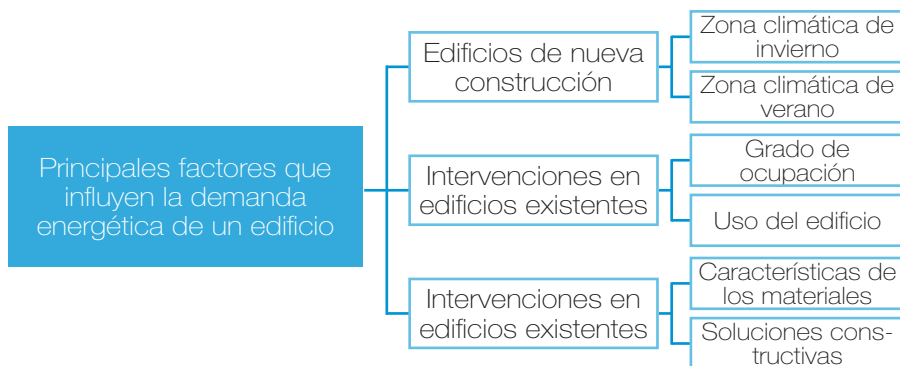 Principales factores que
influyen la demanda
energética de un edificio
Edificios de nueva
construcción
Zona climática de
invierno
Zona climática de
verano
Intervenciones en
edificios existentes
Grado de
ocupación
Uso del edificio
Intervenciones en
edificios existentes
Características de
los materiales
Soluciones cons-
tructivas